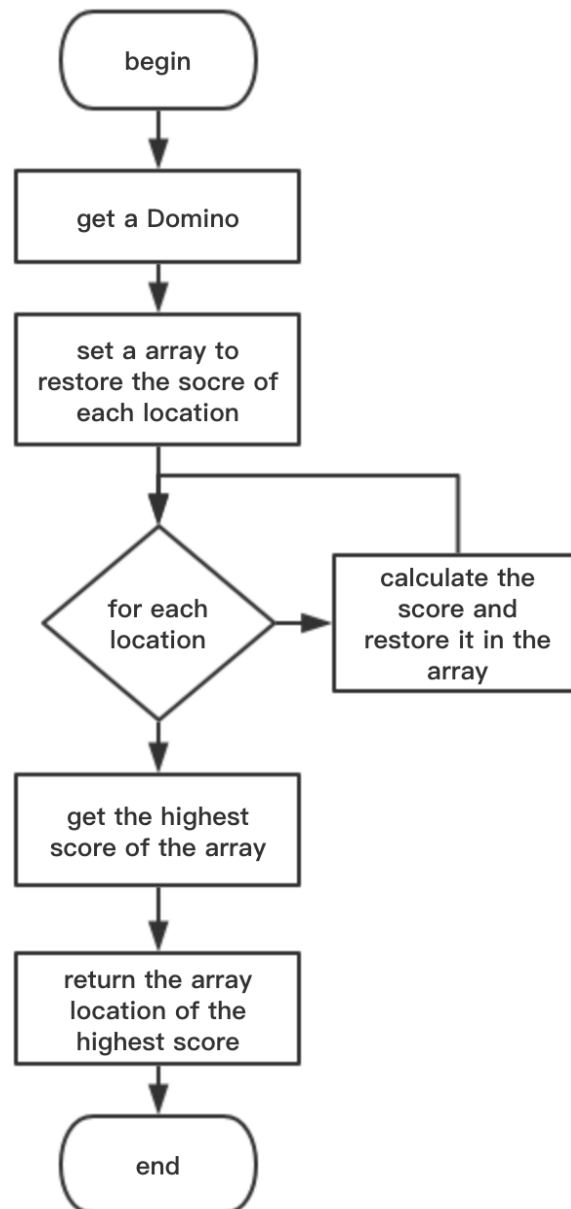 begin
get a Domino
set a array to
restore the socre of
each location
for each
location
calculate the
score and
restore it in the
array
get the highest
score of the array
return the array
location of the
highest score
end